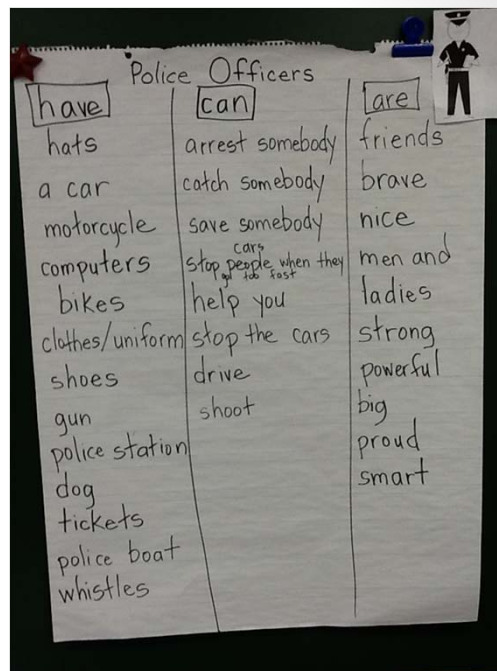 Police Officers
have
hats
a car
motorcycle
computers
bikes
clothes/uniform
shoes
gun
police station
dog
tickets
police boat
whistles
can
arrest somebody
catch somebody
save somebody
cars
stop people when they
go too fast
help you
stop the cars
drive
shoot
are
friends
brave
nice
men and
ladies
strong
powerful
big
proud
smart